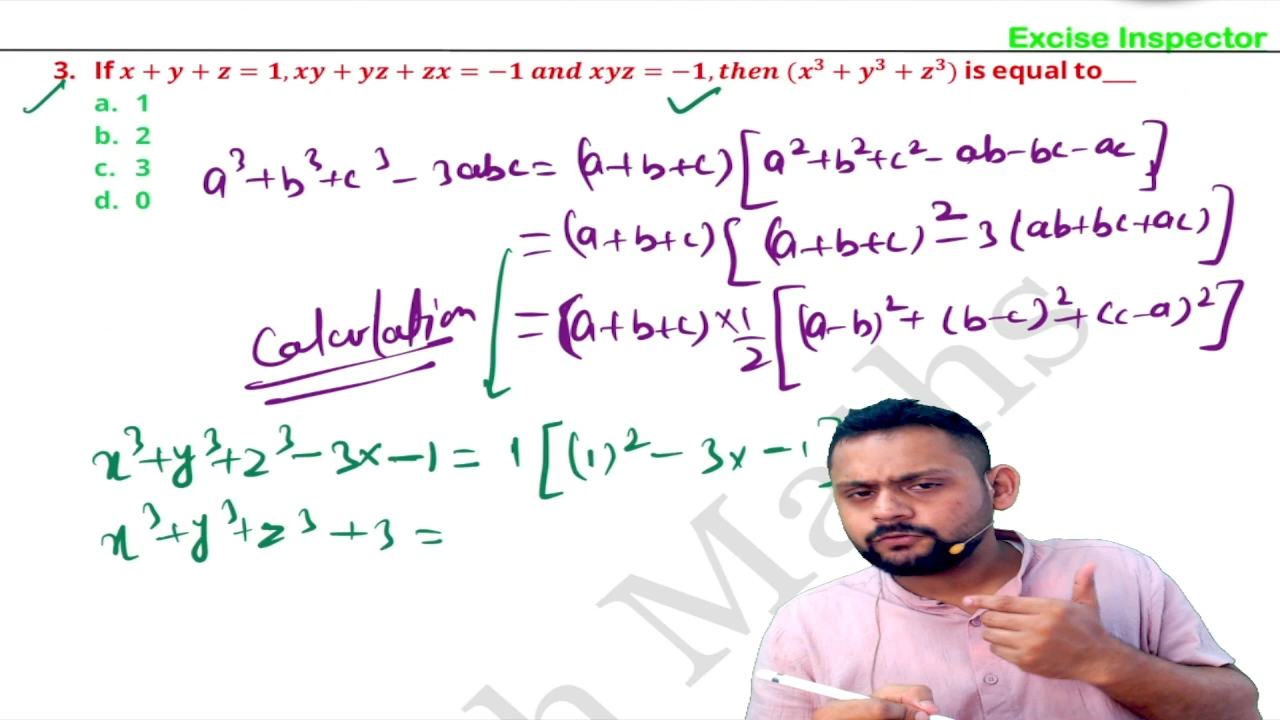 Excise Inspector
3. If x + y + z = 1, xy + yz + zx = −1 and xyz = −1, then (x³ + y³ + z³) is equal to__
a. 1
b. 2
c. 3
d. 0
a³+b³+c³ − 3abc = (a+b+c)[a²+b²+c² − ab−bc−ac]
= (a+b+c)[(a+b+c)² − 3(ab+bc+ac)]
Calculation
= (a+b+c)×1/2[(a−b)²+(b−c)²+(c−a)²]
x³+y³+z³−3x−1 = 1[(1)² − 3x−1]
x³+y³+z³+3 =
Maths